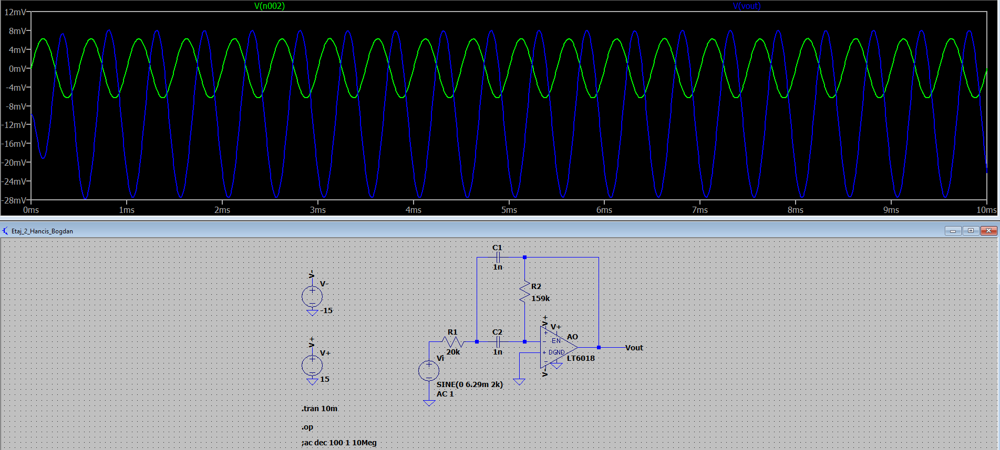 V(n002) V(vout)
12mV
8mV
4mV
0mV
-4mV
-8mV
-12mV
-16mV
-20mV
-24mV
-28mV
0ms 1ms 2ms 3ms 4ms 5ms 6ms 7ms 8ms 9ms 10ms
Etaj_2_Hancis_Bogdan
C1
1n
V-
V-
-15
R2
159k
V+
V+
15
R1
20k
C2
1n
V+
V+
EN
AO
DGND
LT6018
V-
Vout
Vi
SINE(0 6.29m 2k)
AC 1
.tran 10m
.op
;ac dec 100 1 10Meg